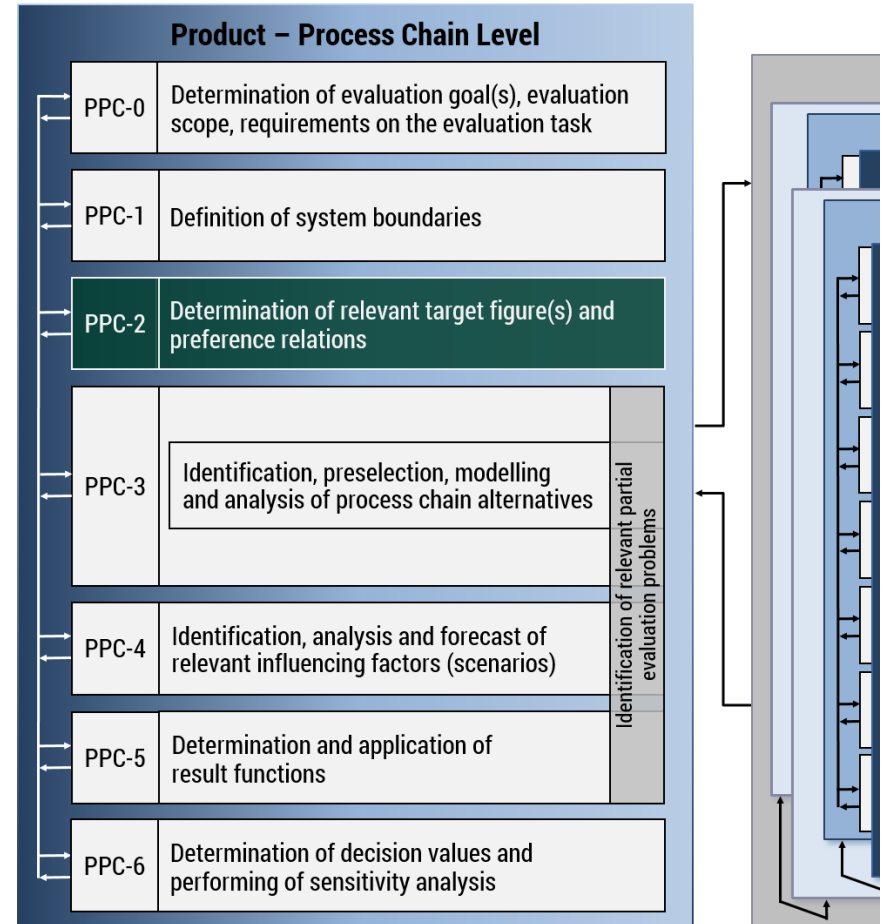 Product – Process Chain Level
PPC-0
Determination of evaluation goal(s), evaluation
scope, requirements on the evaluation task
PPC-1
Definition of system boundaries
PPC-2
Determination of relevant target figure(s) and
preference relations
PPC-3
Identification, preselection, modelling
and analysis of process chain alternatives
Identification of relevant partial
evaluation problems
PPC-4
Identification, analysis and forecast of
relevant influencing factors (scenarios)
PPC-5
Determination and application of
result functions
PPC-6
Determination of decision values and
performing of sensitivity analysis